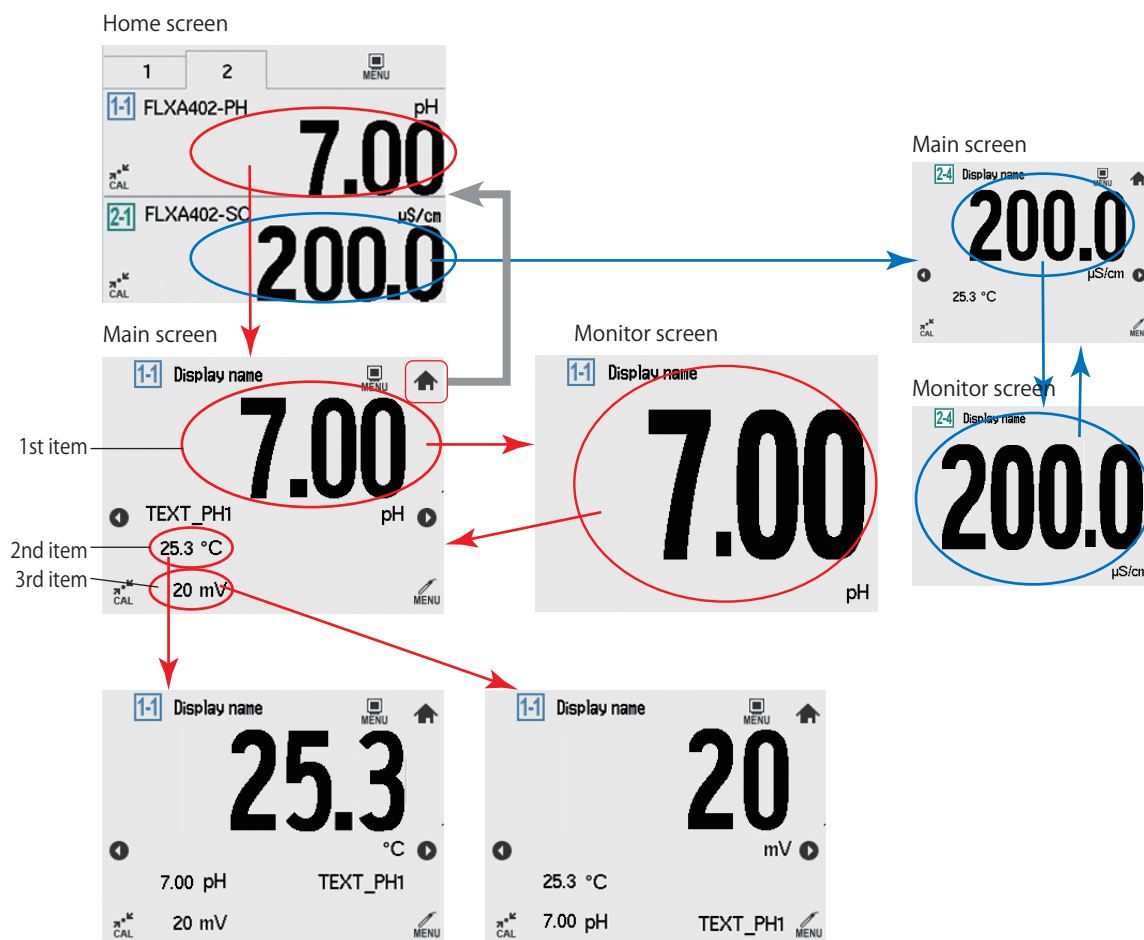 Home screen
1 2 MENU
1-1 FLXA402-PH pH
7.00
CAL
2-1 FLXA402-SC µS/cm
200.0
CAL
Main screen
2-4 Display name MENU
200.0
µS/cm
25.3 °C
CAL MENU
Main screen
1-1 Display name MENU
7.00
1st item
TEXT_PH1 pH
2nd item
25.3 °C
3rd item
20 mV
CAL MENU
Monitor screen
1-1 Display name
7.00
pH
Monitor screen
2-4 Display name
200.0
µS/cm
1-1 Display name MENU
25.3
°C
7.00 pH TEXT_PH1
CAL 20 mV MENU
1-1 Display name MENU
20
mV
25.3 °C
CAL 7.00 pH TEXT_PH1 MENU